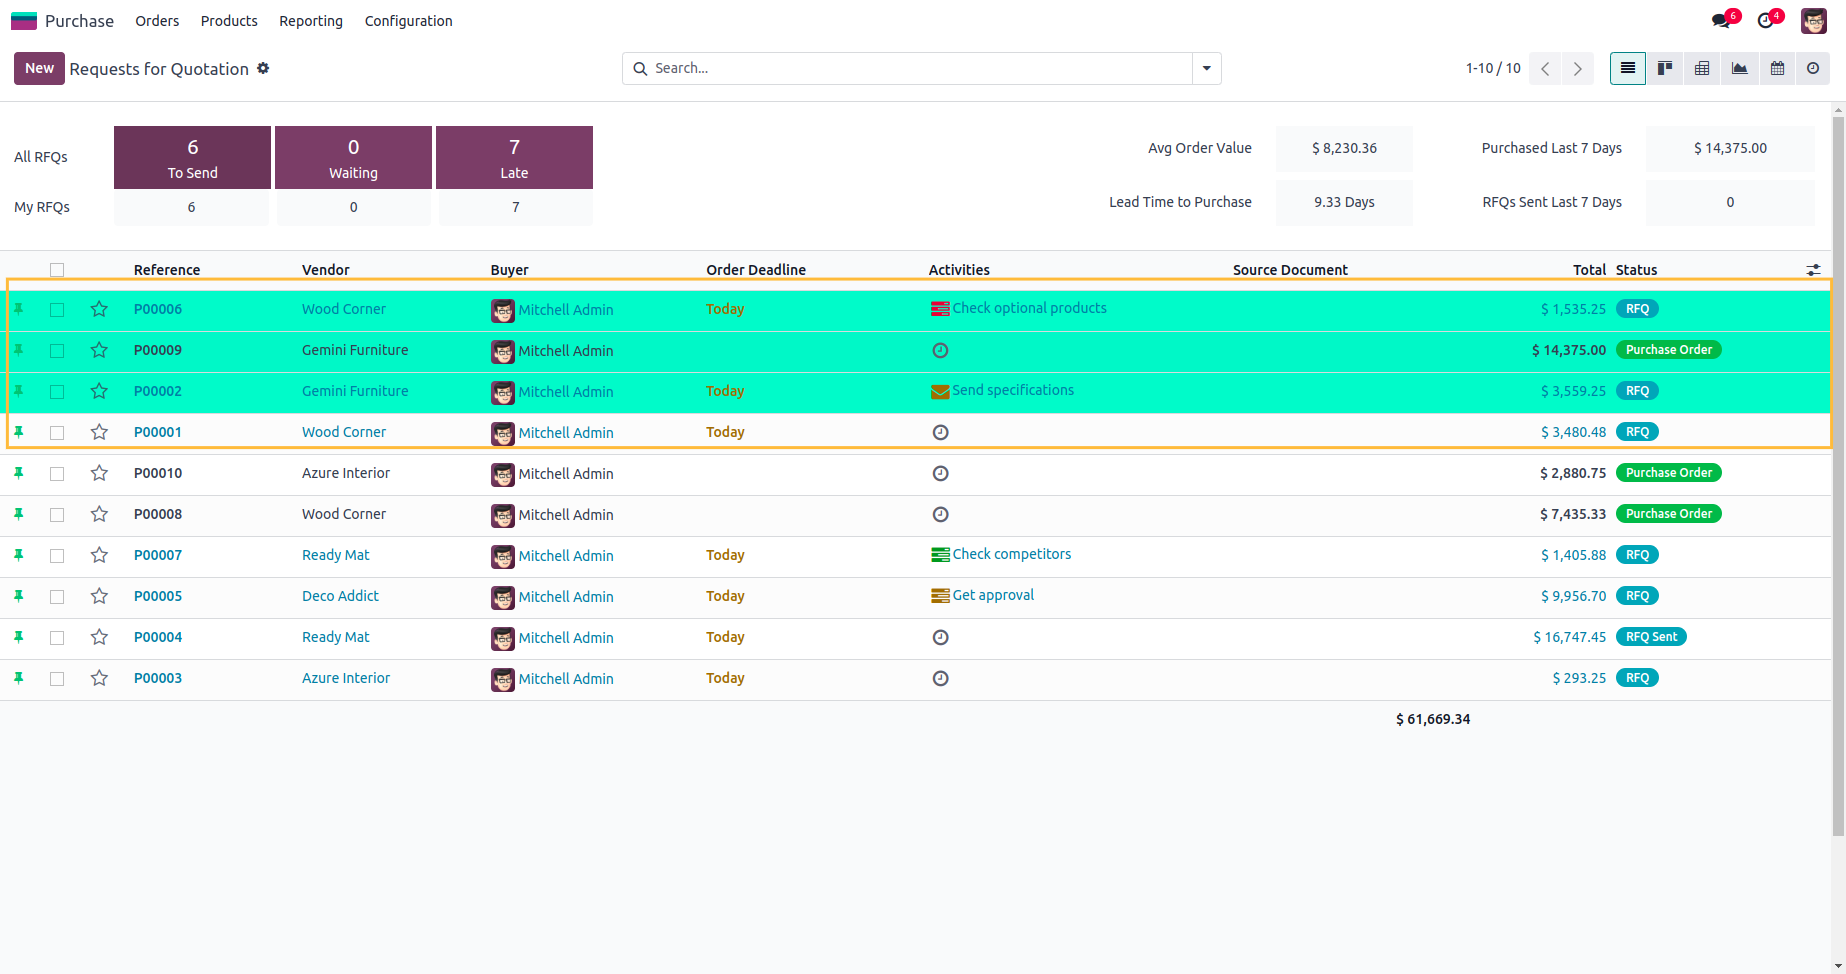 Purchase Orders Products Reporting Configuration 6 4
New Requests for Quotation Search... 1-10 / 10
All RFQs 6 To Send 0 Waiting 7 Late
My RFQs 6 0 7
Avg Order Value $ 8,230.36 Purchased Last 7 Days $ 14,375.00
Lead Time to Purchase 9.33 Days RFQs Sent Last 7 Days 0
Reference Vendor Buyer Order Deadline Activities Source Document Total Status
P00006 Wood Corner Mitchell Admin Today Check optional products $ 1,535.25 RFQ
P00009 Gemini Furniture Mitchell Admin $ 14,375.00 Purchase Order
P00002 Gemini Furniture Mitchell Admin Today Send specifications $ 3,559.25 RFQ
P00001 Wood Corner Mitchell Admin Today $ 3,480.48 RFQ
P00010 Azure Interior Mitchell Admin $ 2,880.75 Purchase Order
P00008 Wood Corner Mitchell Admin $ 7,435.33 Purchase Order
P00007 Ready Mat Mitchell Admin Today Check competitors $ 1,405.88 RFQ
P00005 Deco Addict Mitchell Admin Today Get approval $ 9,956.70 RFQ
P00004 Ready Mat Mitchell Admin Today $ 16,747.45 RFQ Sent
P00003 Azure Interior Mitchell Admin Today $ 293.25 RFQ
$ 61,669.34